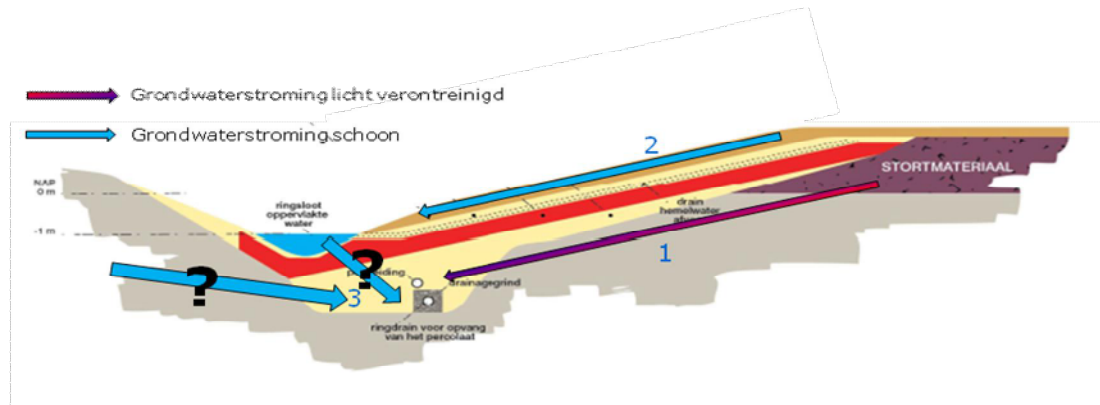 Grondwaterstroming licht verontreinigd
Grondwaterstroming schoon
2
STORTMATERIAAL
NAP
0 m
ringsloot
oppervlakte
water
drain
hemelwater
-1 m
1
?
?
drainagegrind
3
ringdrain voor opvang
van het percolaat